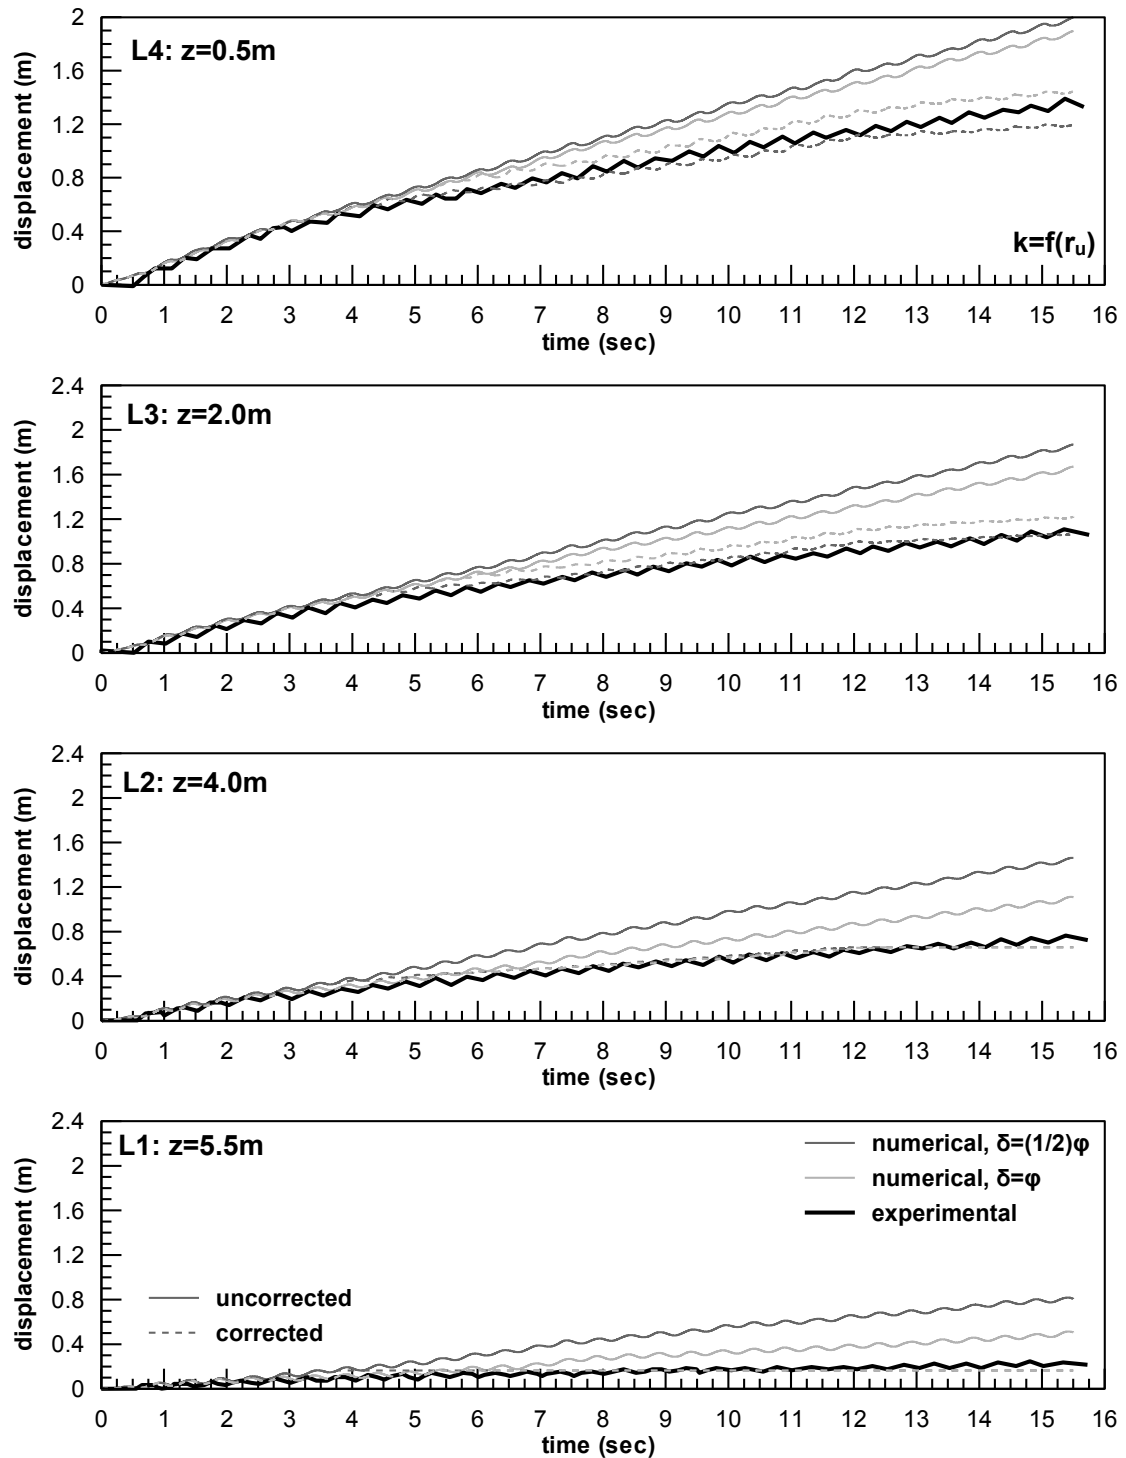 L4: z=0.5m
displacement (m)
2
1.6
1.2
0.8
0.4
0
k=f(rᵤ)
0 1 2 3 4 5 6 7 8 9 10 11 12 13 14 15 16
time (sec)
L3: z=2.0m
displacement (m)
2.4
2
1.6
1.2
0.8
0.4
0
0 1 2 3 4 5 6 7 8 9 10 11 12 13 14 15 16
time (sec)
L2: z=4.0m
displacement (m)
2.4
2
1.6
1.2
0.8
0.4
0
0 1 2 3 4 5 6 7 8 9 10 11 12 13 14 15 16
time (sec)
L1: z=5.5m
displacement (m)
2.4
2
1.6
1.2
0.8
0.4
0
numerical, δ=(1/2)φ
numerical, δ=φ
experimental
uncorrected
corrected
0 1 2 3 4 5 6 7 8 9 10 11 12 13 14 15 16
time (sec)